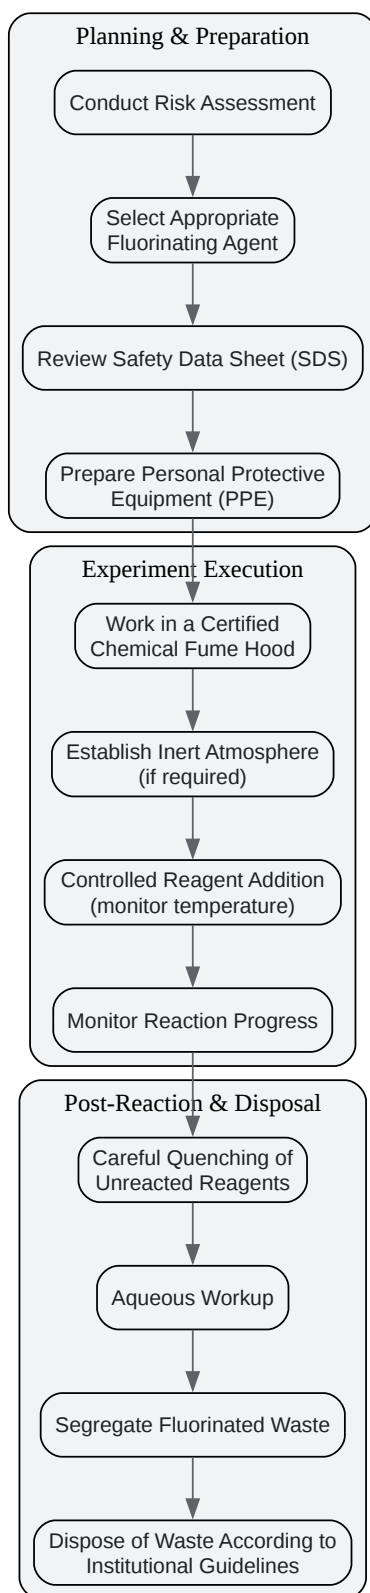 Planning & Preparation
Conduct Risk Assessment
Select Appropriate
Fluorinating Agent
Review Safety Data Sheet (SDS)
Prepare Personal Protective
Equipment (PPE)
Experiment Execution
Work in a Certified
Chemical Fume Hood
Establish Inert Atmosphere
(if required)
Controlled Reagent Addition
(monitor temperature)
Monitor Reaction Progress
Post-Reaction & Disposal
Careful Quenching of
Unreacted Reagents
Aqueous Workup
Segregate Fluorinated Waste
Dispose of Waste According to
Institutional Guidelines